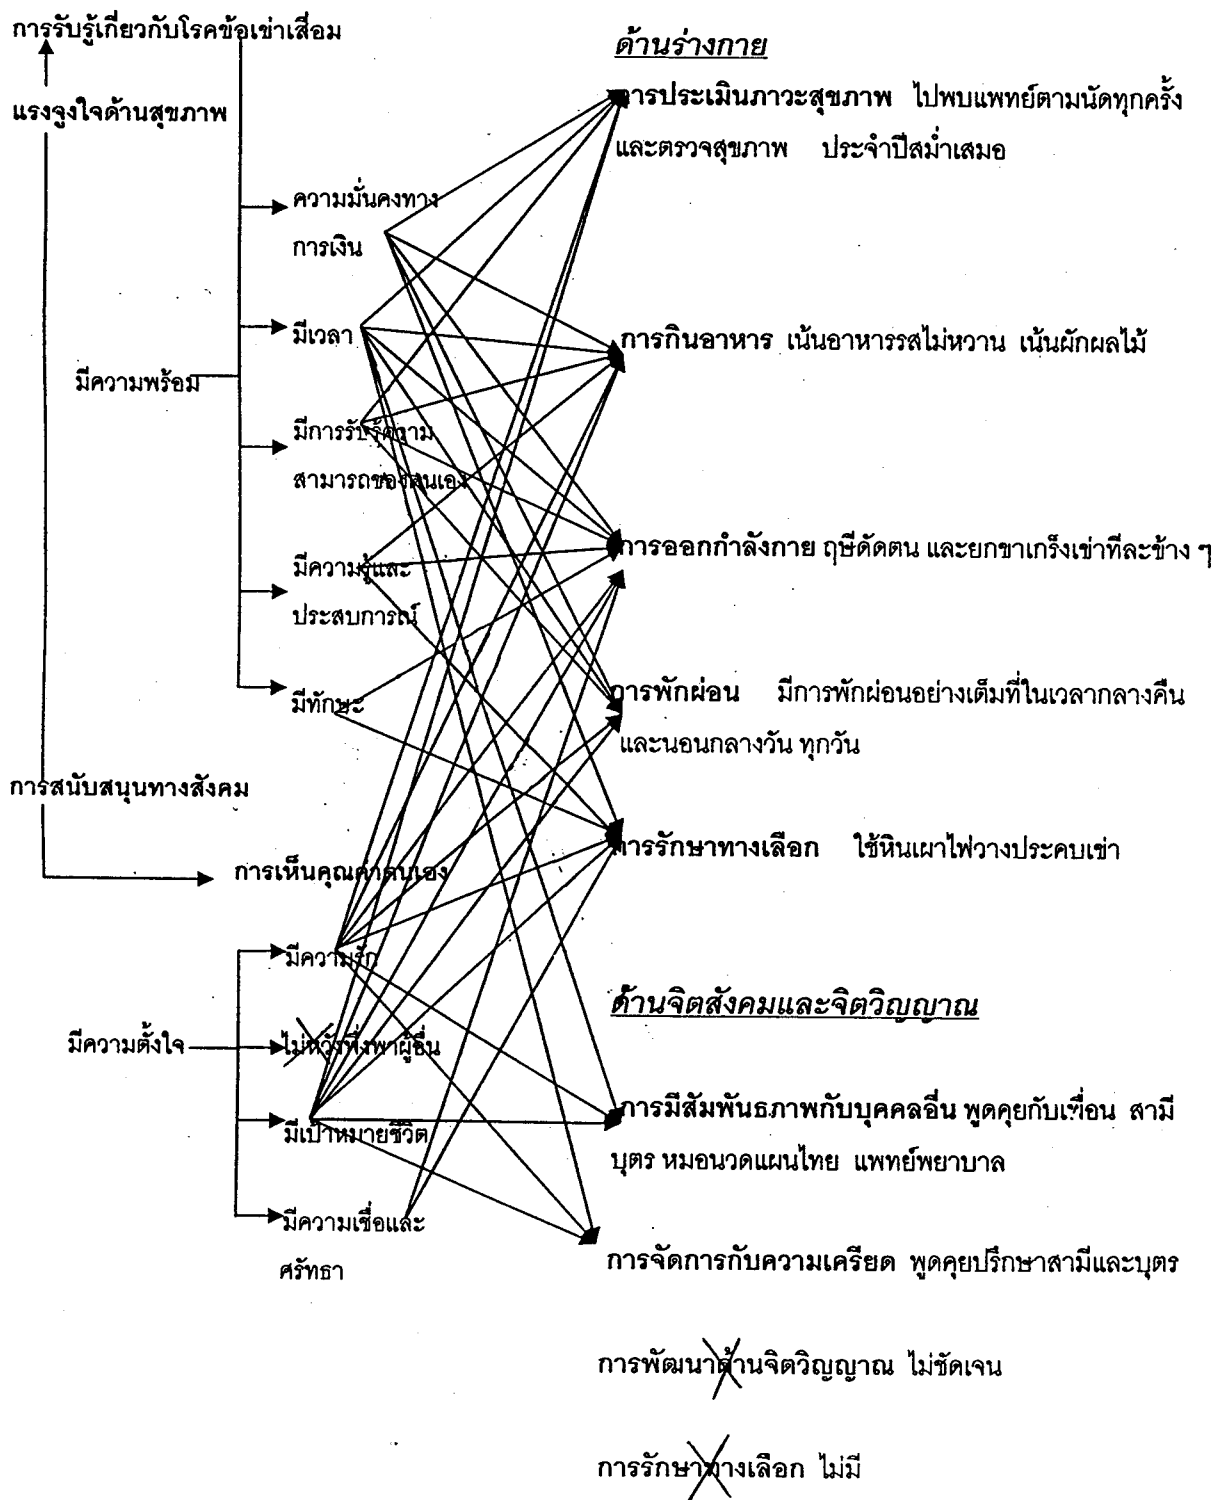 การรับรู้เกี่ยวกับโรคข้อเข่าเสื่อม
แรงจูงใจด้านสุขภาพ
ความมั่นคงทาง
การเงิน
มีเวลา
มีความพร้อม
มีการรับรู้ความ
สามารถของตนเอง
มีความรู้และ
ประสบการณ์
มีทักษะ
การสนับสนุนทางสังคม
การเห็นคุณค่าตนเอง
มีความรัก
มีความตั้งใจ
ไม่หวังพึ่งพาผู้อื่น
มีเป้าหมายชีวิต
มีความเชื่อและ
ศรัทธา
ด้านร่างกาย
การประเมินภาวะสุขภาพ ไปพบแพทย์ตามนัดทุกครั้ง
และตรวจสุขภาพ ประจำปีสม่ำเสมอ
การกินอาหาร เน้นอาหารรสไม่หวาน เน้นผักผลไม้
การออกกำลังกาย ฤษีดัดตน และยกขาเกร็งเข่าทีละข้าง ๆ
การพักผ่อน มีการพักผ่อนอย่างเต็มที่ในเวลากลางคืน
และนอนกลางวัน ทุกวัน
การรักษาทางเลือก ใช้หินเผาไฟวางประคบเข่า
ด้านจิตสังคมและจิตวิญญาณ
การมีสัมพันธภาพกับบุคคลอื่น พูดคุยกับเพื่อน สามี
บุตร หมอนวดแผนไทย แพทย์พยาบาล
การจัดการกับความเครียด พูดคุยปรึกษาสามีและบุตร
การพัฒนาด้านจิตวิญญาณ ไม่ชัดเจน
การรักษาทางเลือก ไม่มี